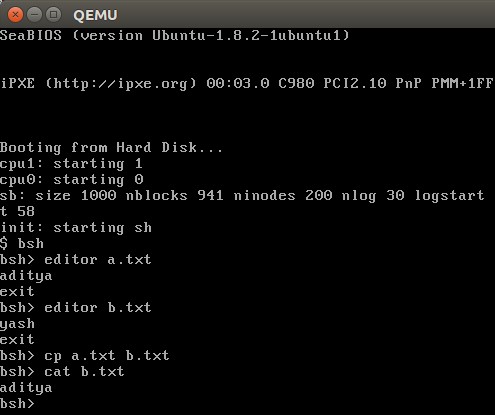 QEMU
SeaBIOS (version Ubuntu-1.8.2-1ubuntu1)
iPXE (http://ipxe.org) 00:03.0 C980 PCI2.10 PnP PMM+1FF
Booting from Hard Disk...
cpu1: starting 1
cpu0: starting 0
sb: size 1000 nblocks 941 ninodes 200 nlog 30 logstart
t 58
init: starting sh
$ bsh
bsh> editor a.txt
aditya
exit
bsh> editor b.txt
yash
exit
bsh> cp a.txt b.txt
bsh> cat b.txt
aditya
bsh>